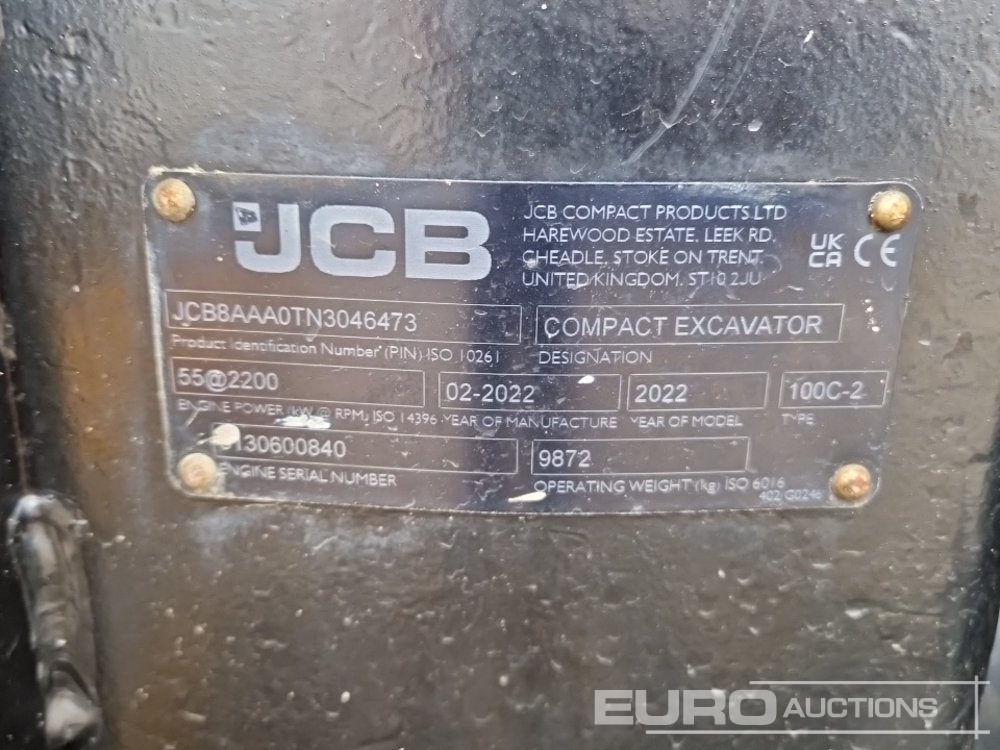 JCB
JCB COMPACT PRODUCTS LTD
HAREWOOD ESTATE, LEEK RD,
CHEADLE, STOKE ON TRENT,
UNITED KINGDOM, ST10 2JU
UK
CA CE
JCB8AAA0TN3046473
COMPACT EXCAVATOR
Product Identification Number (PIN) ISO 10261
DESIGNATION
55@2200
02-2022
2022
100C-2
ENGINE POWER (kW @ RPM) ISO 14396
YEAR OF MANUFACTURE
YEAR OF MODEL
TYPE
9872
ENGINE SERIAL NUMBER
OPERATING WEIGHT (kg) ISO 6016
402 G0246
EURO AUCTIONS